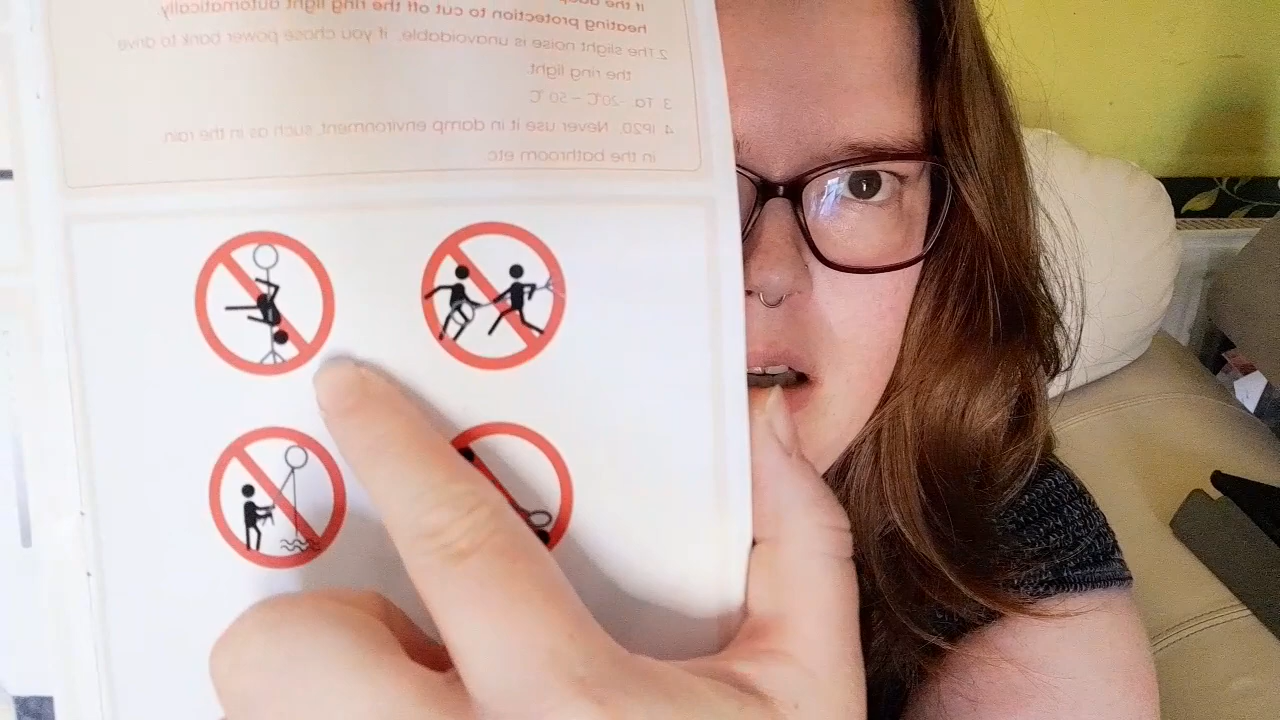 heating protection to cut off the ring light automatically.
2.The slight noise is unavoidable, if you chose power bank to drive
the ring light.
3. Ta: -20℃ ~ 50℃
4. IP20. Never use it in damp environment, such as in the rain
in the bathroom etc